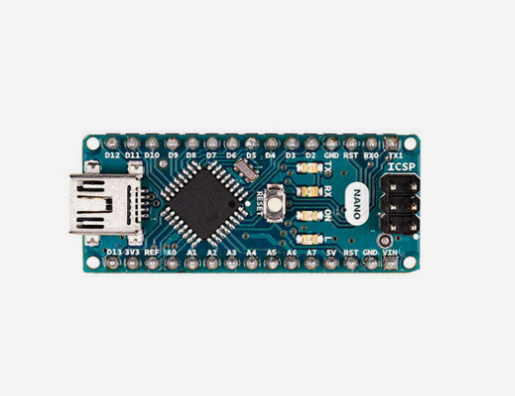 D12 D11 D10 D9 D8 D7 D6 D5 D4 D3 D2 GND RST RX0 TX1
TX
RX
ON
L
RESET
NANO
ICSP
D13 3V3 REF A0 A1 A2 A3 A4 A5 A6 A7 5V RST GND VIN